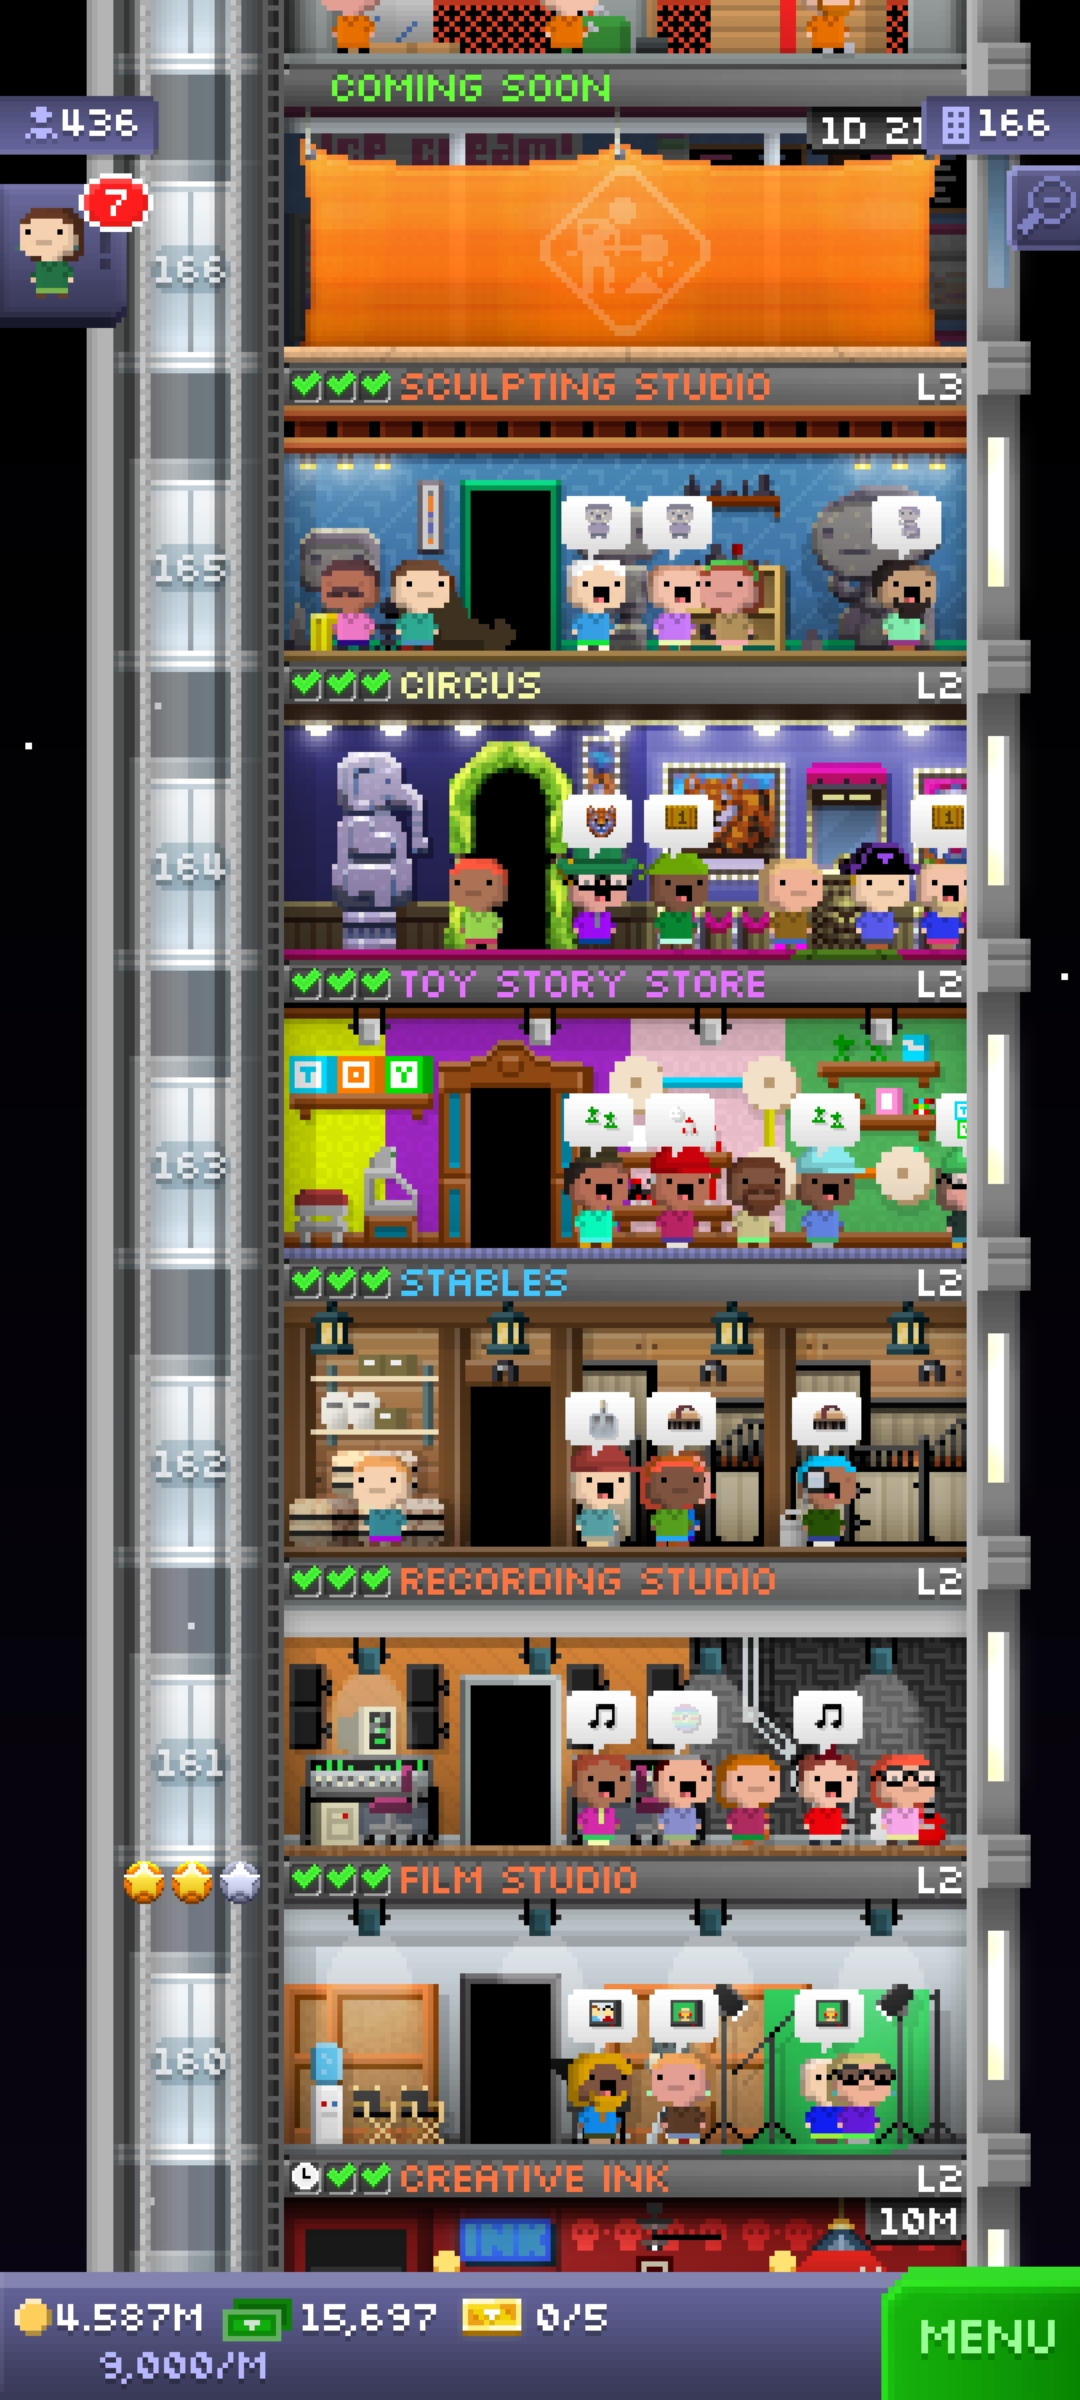 COMING SOON
436
1D 21
166
7
166
SCULPTING STUDIO L3
165
CIRCUS L2
1
1
164
TOY STORY STORE L2
T O Y
163
STABLES L2
162
RECORDING STUDIO L2
161
FILM STUDIO L2
160
CREATIVE INK L2
10M
INK
4.587M 15,697 0/5
MENU
9,000/M